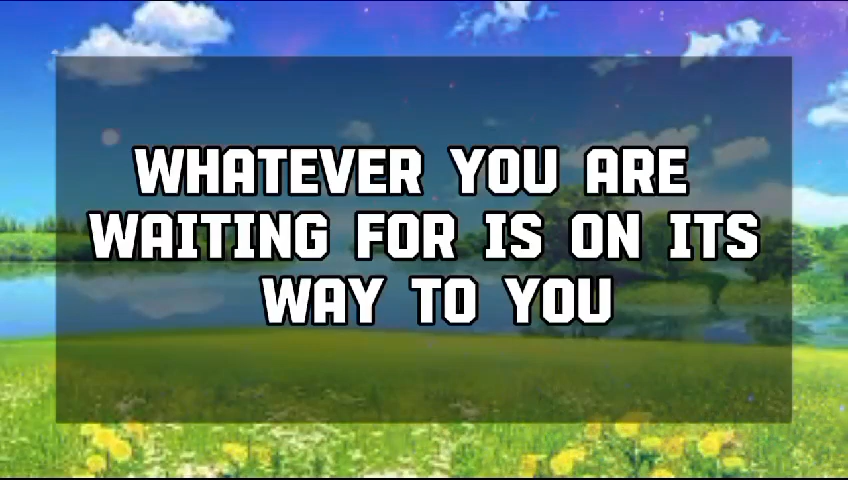 WHATEVER YOU ARE
WAITING FOR IS ON ITS
WAY TO YOU